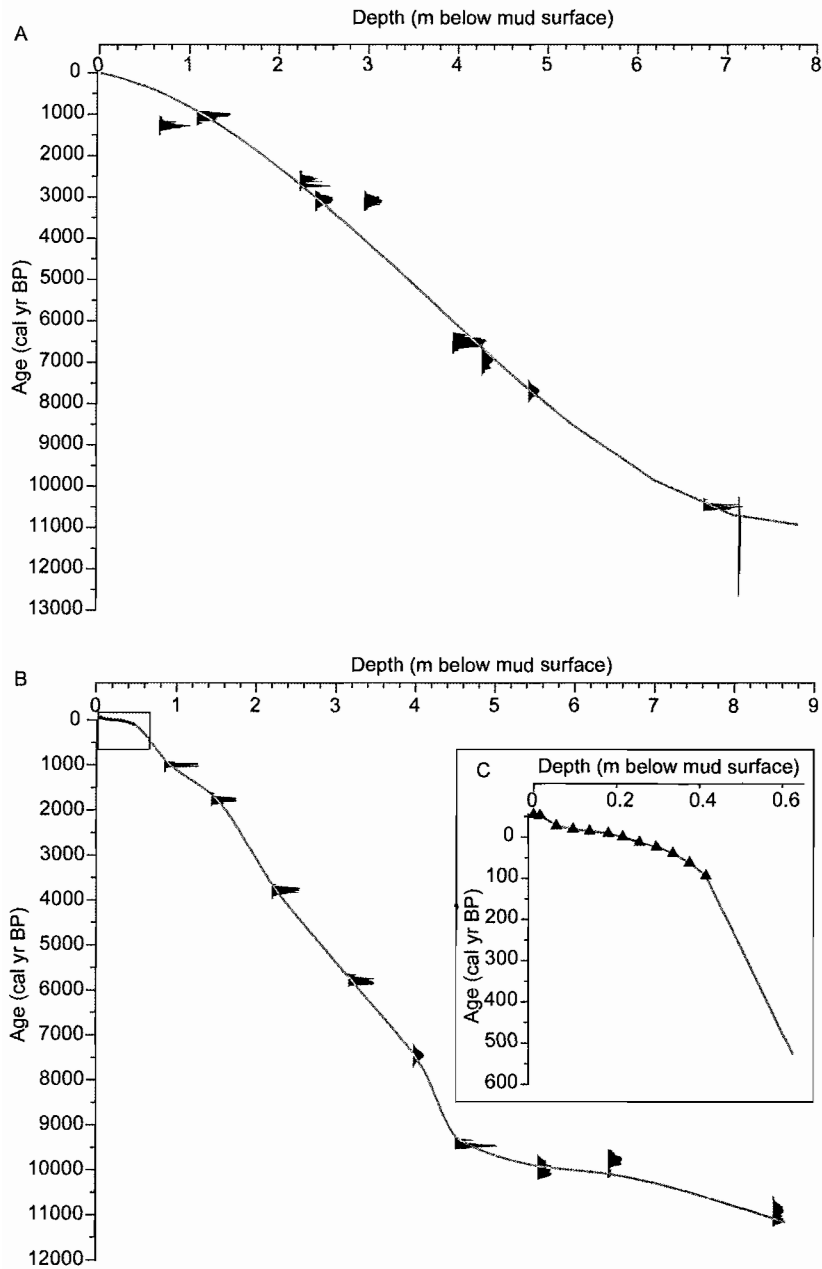 A
Depth (m below mud surface)
0 1 2 3 4 5 6 7 8
Age (cal yr BP)
0
1000
2000
3000
4000
5000
6000
7000
8000
9000
10000
11000
12000
13000
B
Depth (m below mud surface)
0 1 2 3 4 5 6 7 8 9
Age (cal yr BP)
0
1000
2000
3000
4000
5000
6000
7000
8000
9000
10000
11000
12000
C
Depth (m below mud surface)
0 0.2 0.4 0.6
Age (cal yr BP)
0
100
200
300
400
500
600